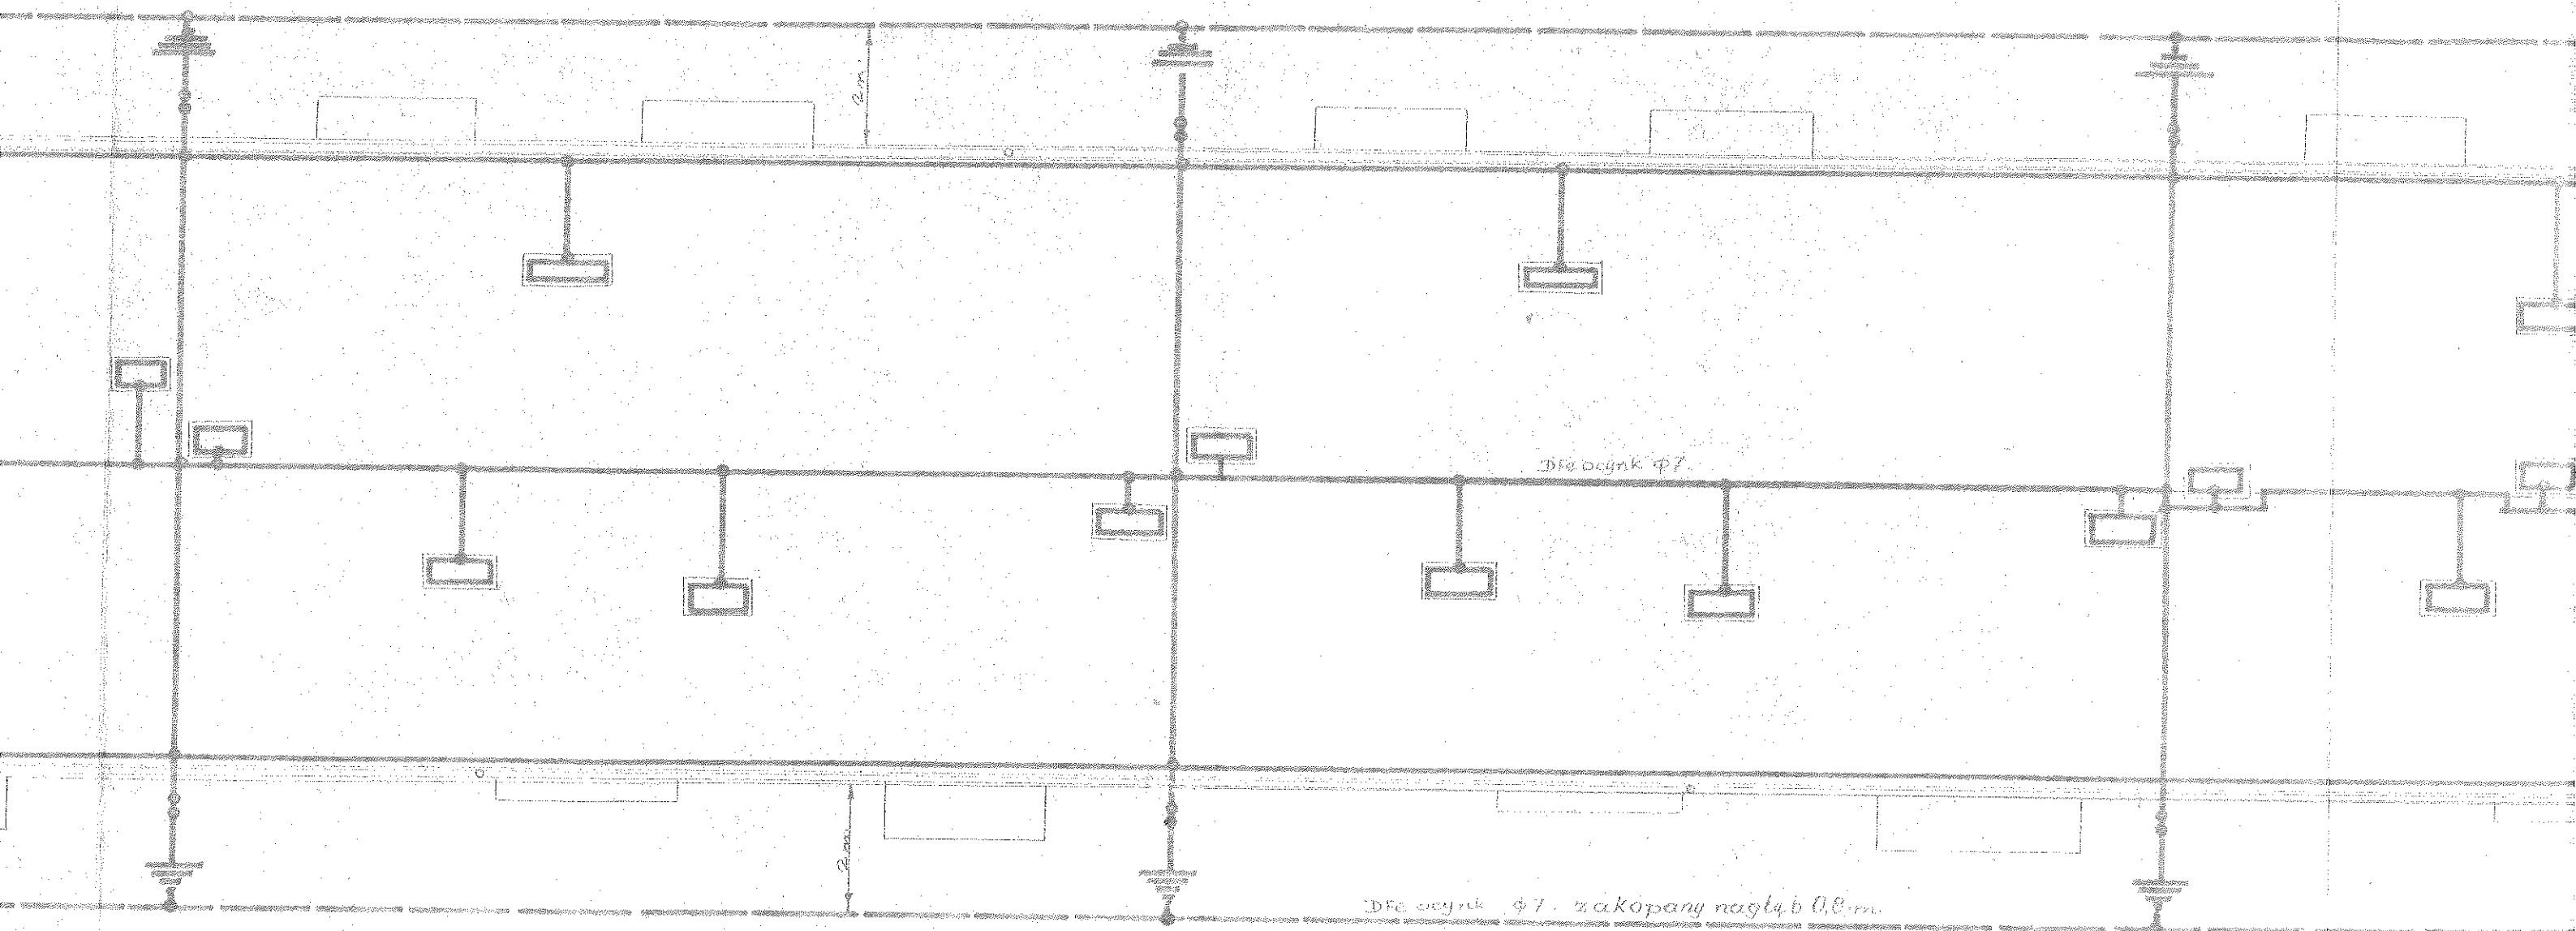 2m.
DFe ocynk φ7.
2m
DFe ocynk φ7. zakopany na głęb 0,8 m.